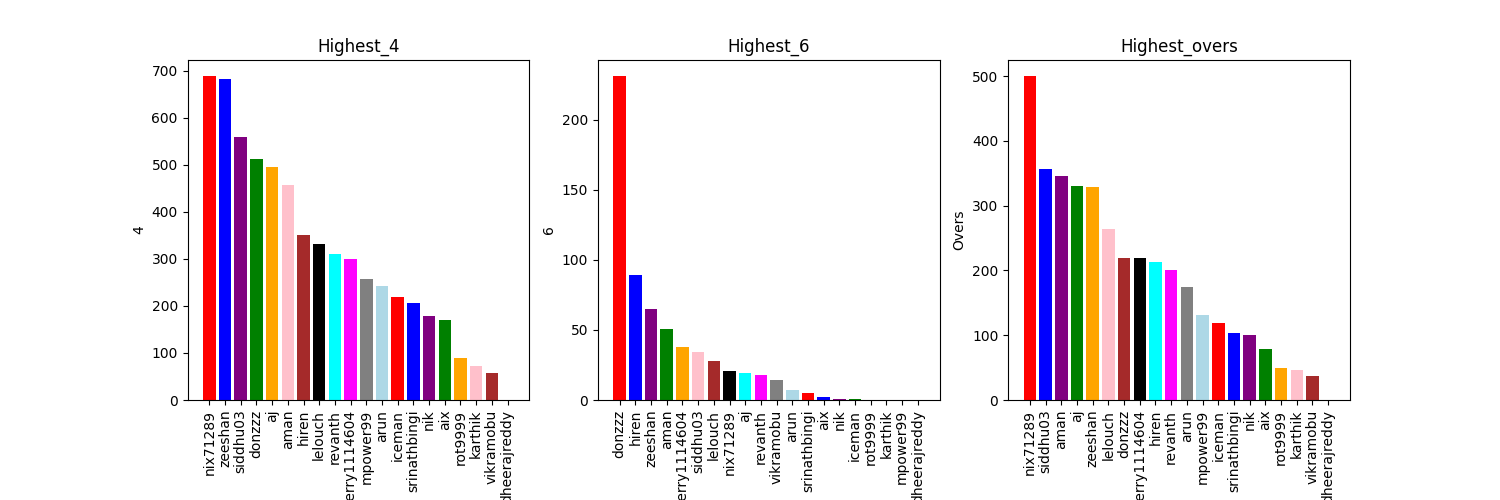 Highest_4
4
700
600
500
400
300
200
100
0
nix71289
zeeshan
siddhu03
donzzz
aj
aman
hiren
lelouch
revanth
erry1114604
mpower99
arun
iceman
srinathbingi
nik
aix
rot9999
karthik
vikramobu
dheerajreddy
Highest_6
6
200
150
100
50
0
donzzz
hiren
zeeshan
aman
erry1114604
siddhu03
lelouch
nix71289
aj
revanth
vikramobu
arun
srinathbingi
aix
nik
iceman
rot9999
karthik
mpower99
dheerajreddy
Highest_overs
Overs
500
400
300
200
100
0
nix71289
siddhu03
aman
aj
zeeshan
lelouch
donzzz
erry1114604
hiren
revanth
arun
mpower99
iceman
srinathbingi
nik
aix
rot9999
karthik
vikramobu
dheerajreddy